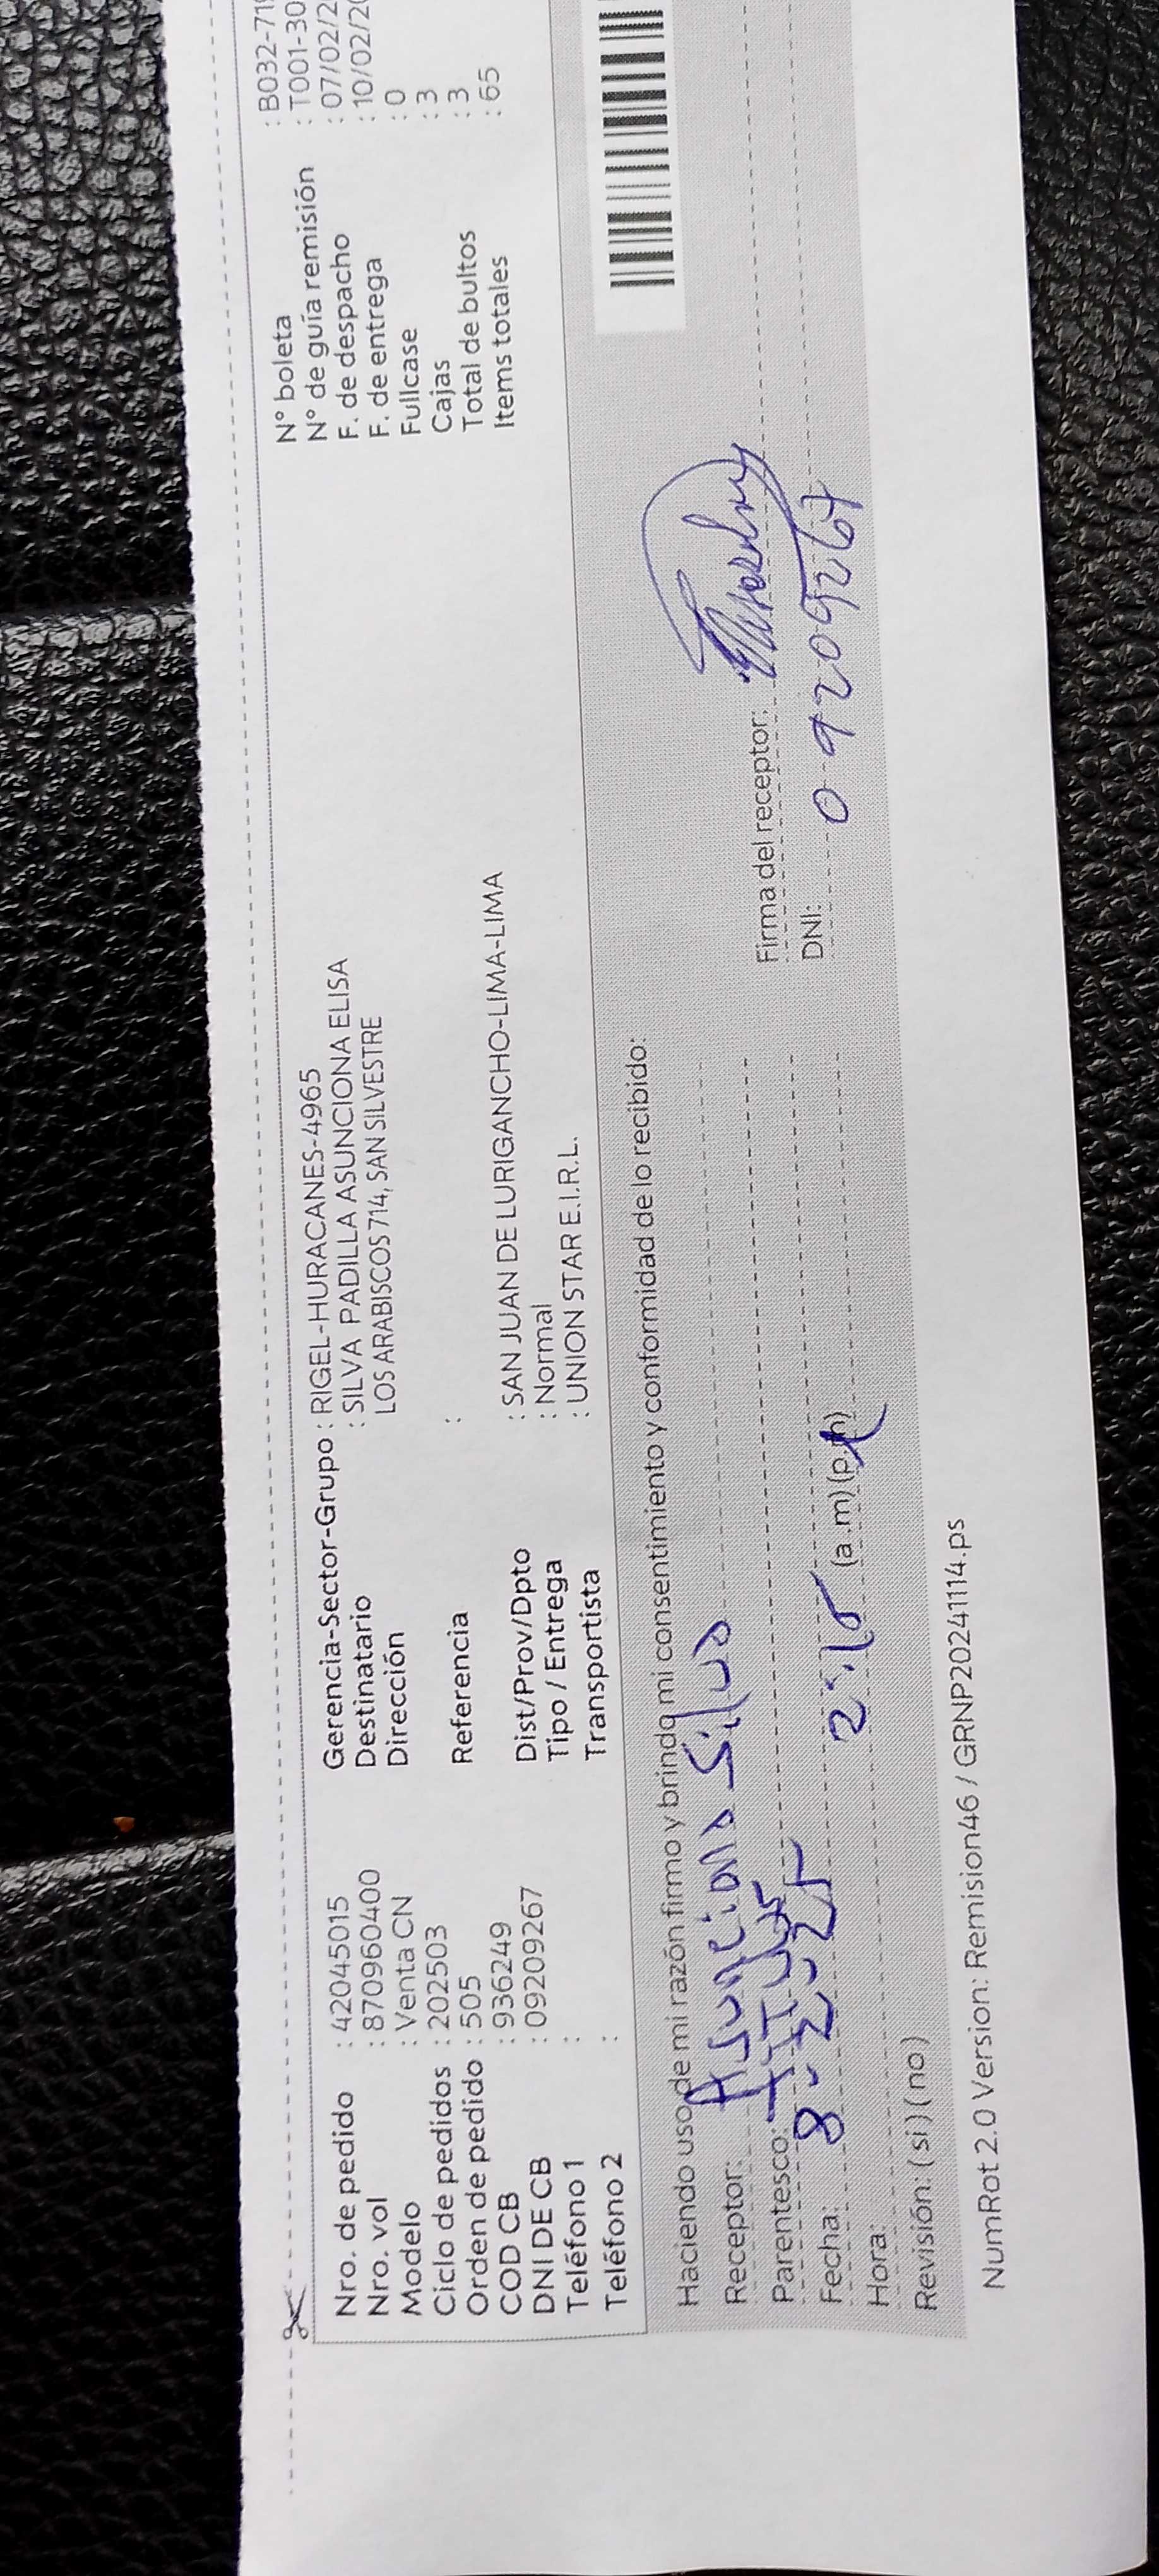 Nro. de pedido : 42045015
Nro. vol : 870960400
Modelo : Venta CN
Ciclo de pedidos : 202503
Orden de pedido : 505
COD CB : 936249
DNI DE CB : 09209267
Teléfono 1 :
Teléfono 2 :
Gerencia-Sector-Grupo : RIGEL-HURACANES-4965
Destinatario : SILVA PADILLA ASUNCIONA ELISA
Dirección LOS ARABISCOS 714, SAN SILVESTRE
Referencia :
Dist/Prov/Dpto : SAN JUAN DE LURIGANCHO-LIMA-LIMA
Tipo / Entrega : Normal
Transportista : UNION STAR E.I.R.L.
N° boleta : B032-71
N° de guía remisión : T001-30
F. de despacho : 07/02/2
F. de entrega : 10/02/2
Fullcase : 0
Cajas : 3
Total de bultos : 3
Items totales : 65
Haciendo uso de mi razón firmo y brindo mi consentimiento y conformidad de lo recibido:
Receptor: Asunciona Silva
Parentesco: Titular
Fecha: 8-2-25
Hora: (a.m) (p.m)
Revisión: (si) (no)
Firma del receptor:
DNI: 09209267
NumRot 2.0 Version: Remision46 / GRNP20241114.ps